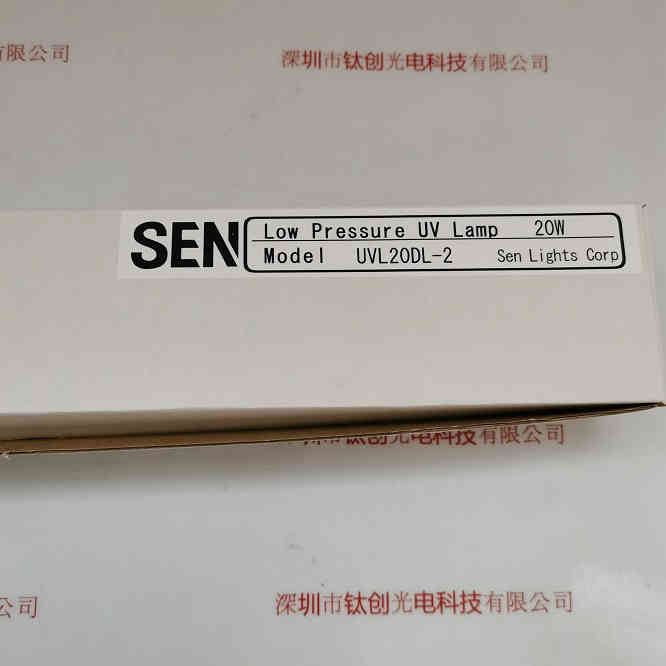 有限公司
深圳市钛创光电科技有限公司
SEN
Low Pressure UV Lamp 20W
Model UVL20DL-2 Sen Lights Corp
深圳市钛创光电科技有限公司
公司
深圳市钛创光电科技有限公司